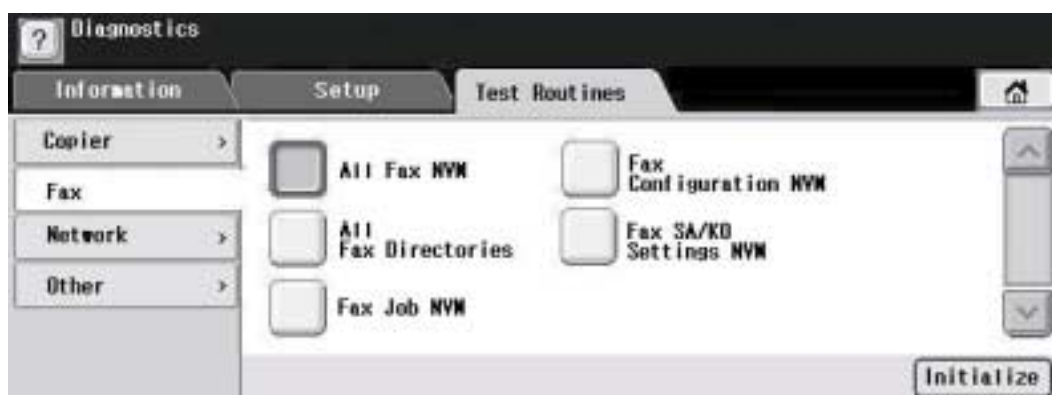 ?
Diagnostics
Information
Setup
Test Routines
Copier >
Fax
Network >
Other >
All Fax NVM
Fax
Configuration NVM
All
Fax Directories
Fax SA/KO
Settings NVM
Fax Job NVM
Initialize